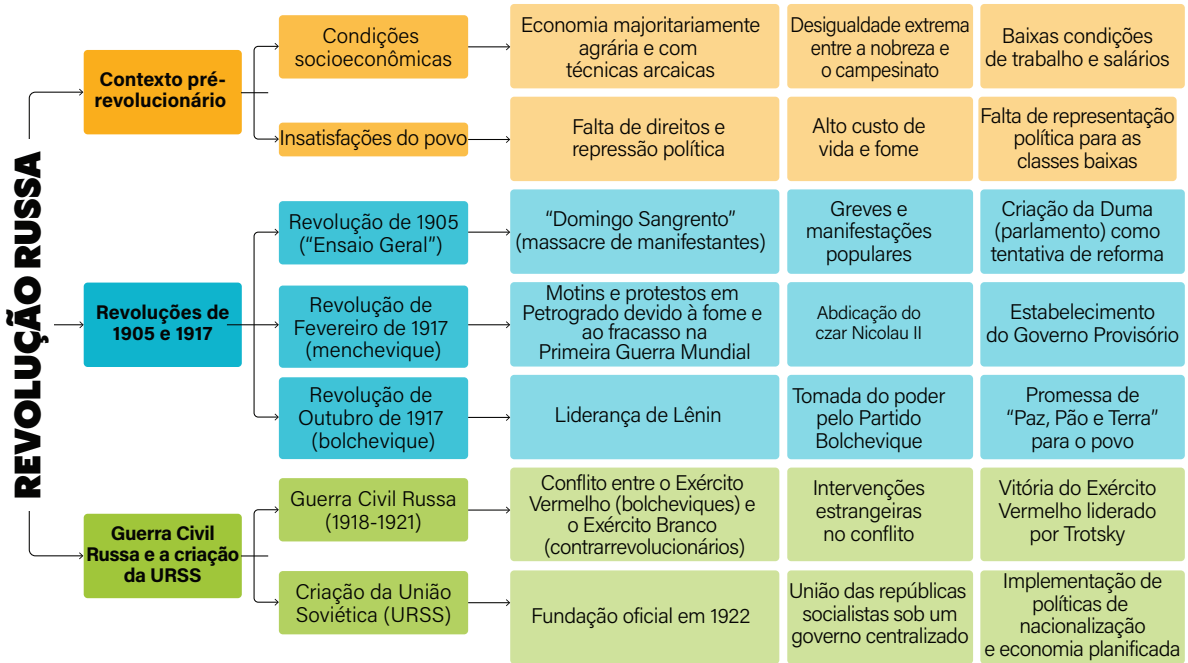 REVOLUÇÃO RUSSA
Contexto pré-
revolucionário
Condições
socioeconômicas
Economia majoritariamente
agrária e com
técnicas arcaicas
Desigualdade extrema
entre a nobreza e
o campesinato
Baixas condições
de trabalho e salários
Insatisfações do povo
Falta de direitos e
repressão política
Alto custo de
vida e fome
Falta de representação
política para as
classes baixas
Revoluções de
1905 e 1917
Revolução de 1905
(“Ensaio Geral”)
“Domingo Sangrento”
(massacre de manifestantes)
Greves e
manifestações
populares
Criação da Duma
(parlamento) como
tentativa de reforma
Revolução de
Fevereiro de 1917
(menchevique)
Motins e protestos em
Petrogrado devido à fome e
ao fracasso na
Primeira Guerra Mundial
Abdicação do
czar Nicolau II
Estabelecimento
do Governo Provisório
Revolução de
Outubro de 1917
(bolchevique)
Liderança de Lênin
Tomada do poder
pelo Partido
Bolchevique
Promessa de
“Paz, Pão e Terra”
para o povo
Guerra Civil
Russa e a criação
da URSS
Guerra Civil Russa
(1918-1921)
Conflito entre o Exército
Vermelho (bolcheviques) e
o Exército Branco
(contrarrevolucionários)
Intervenções
estrangeiras
no conflito
Vitória do Exército
Vermelho liderado
por Trotsky
Criação da União
Soviética (URSS)
Fundação oficial em 1922
União das repúblicas
socialistas sob um
governo centralizado
Implementação de
políticas de
nacionalização
e economia planificada